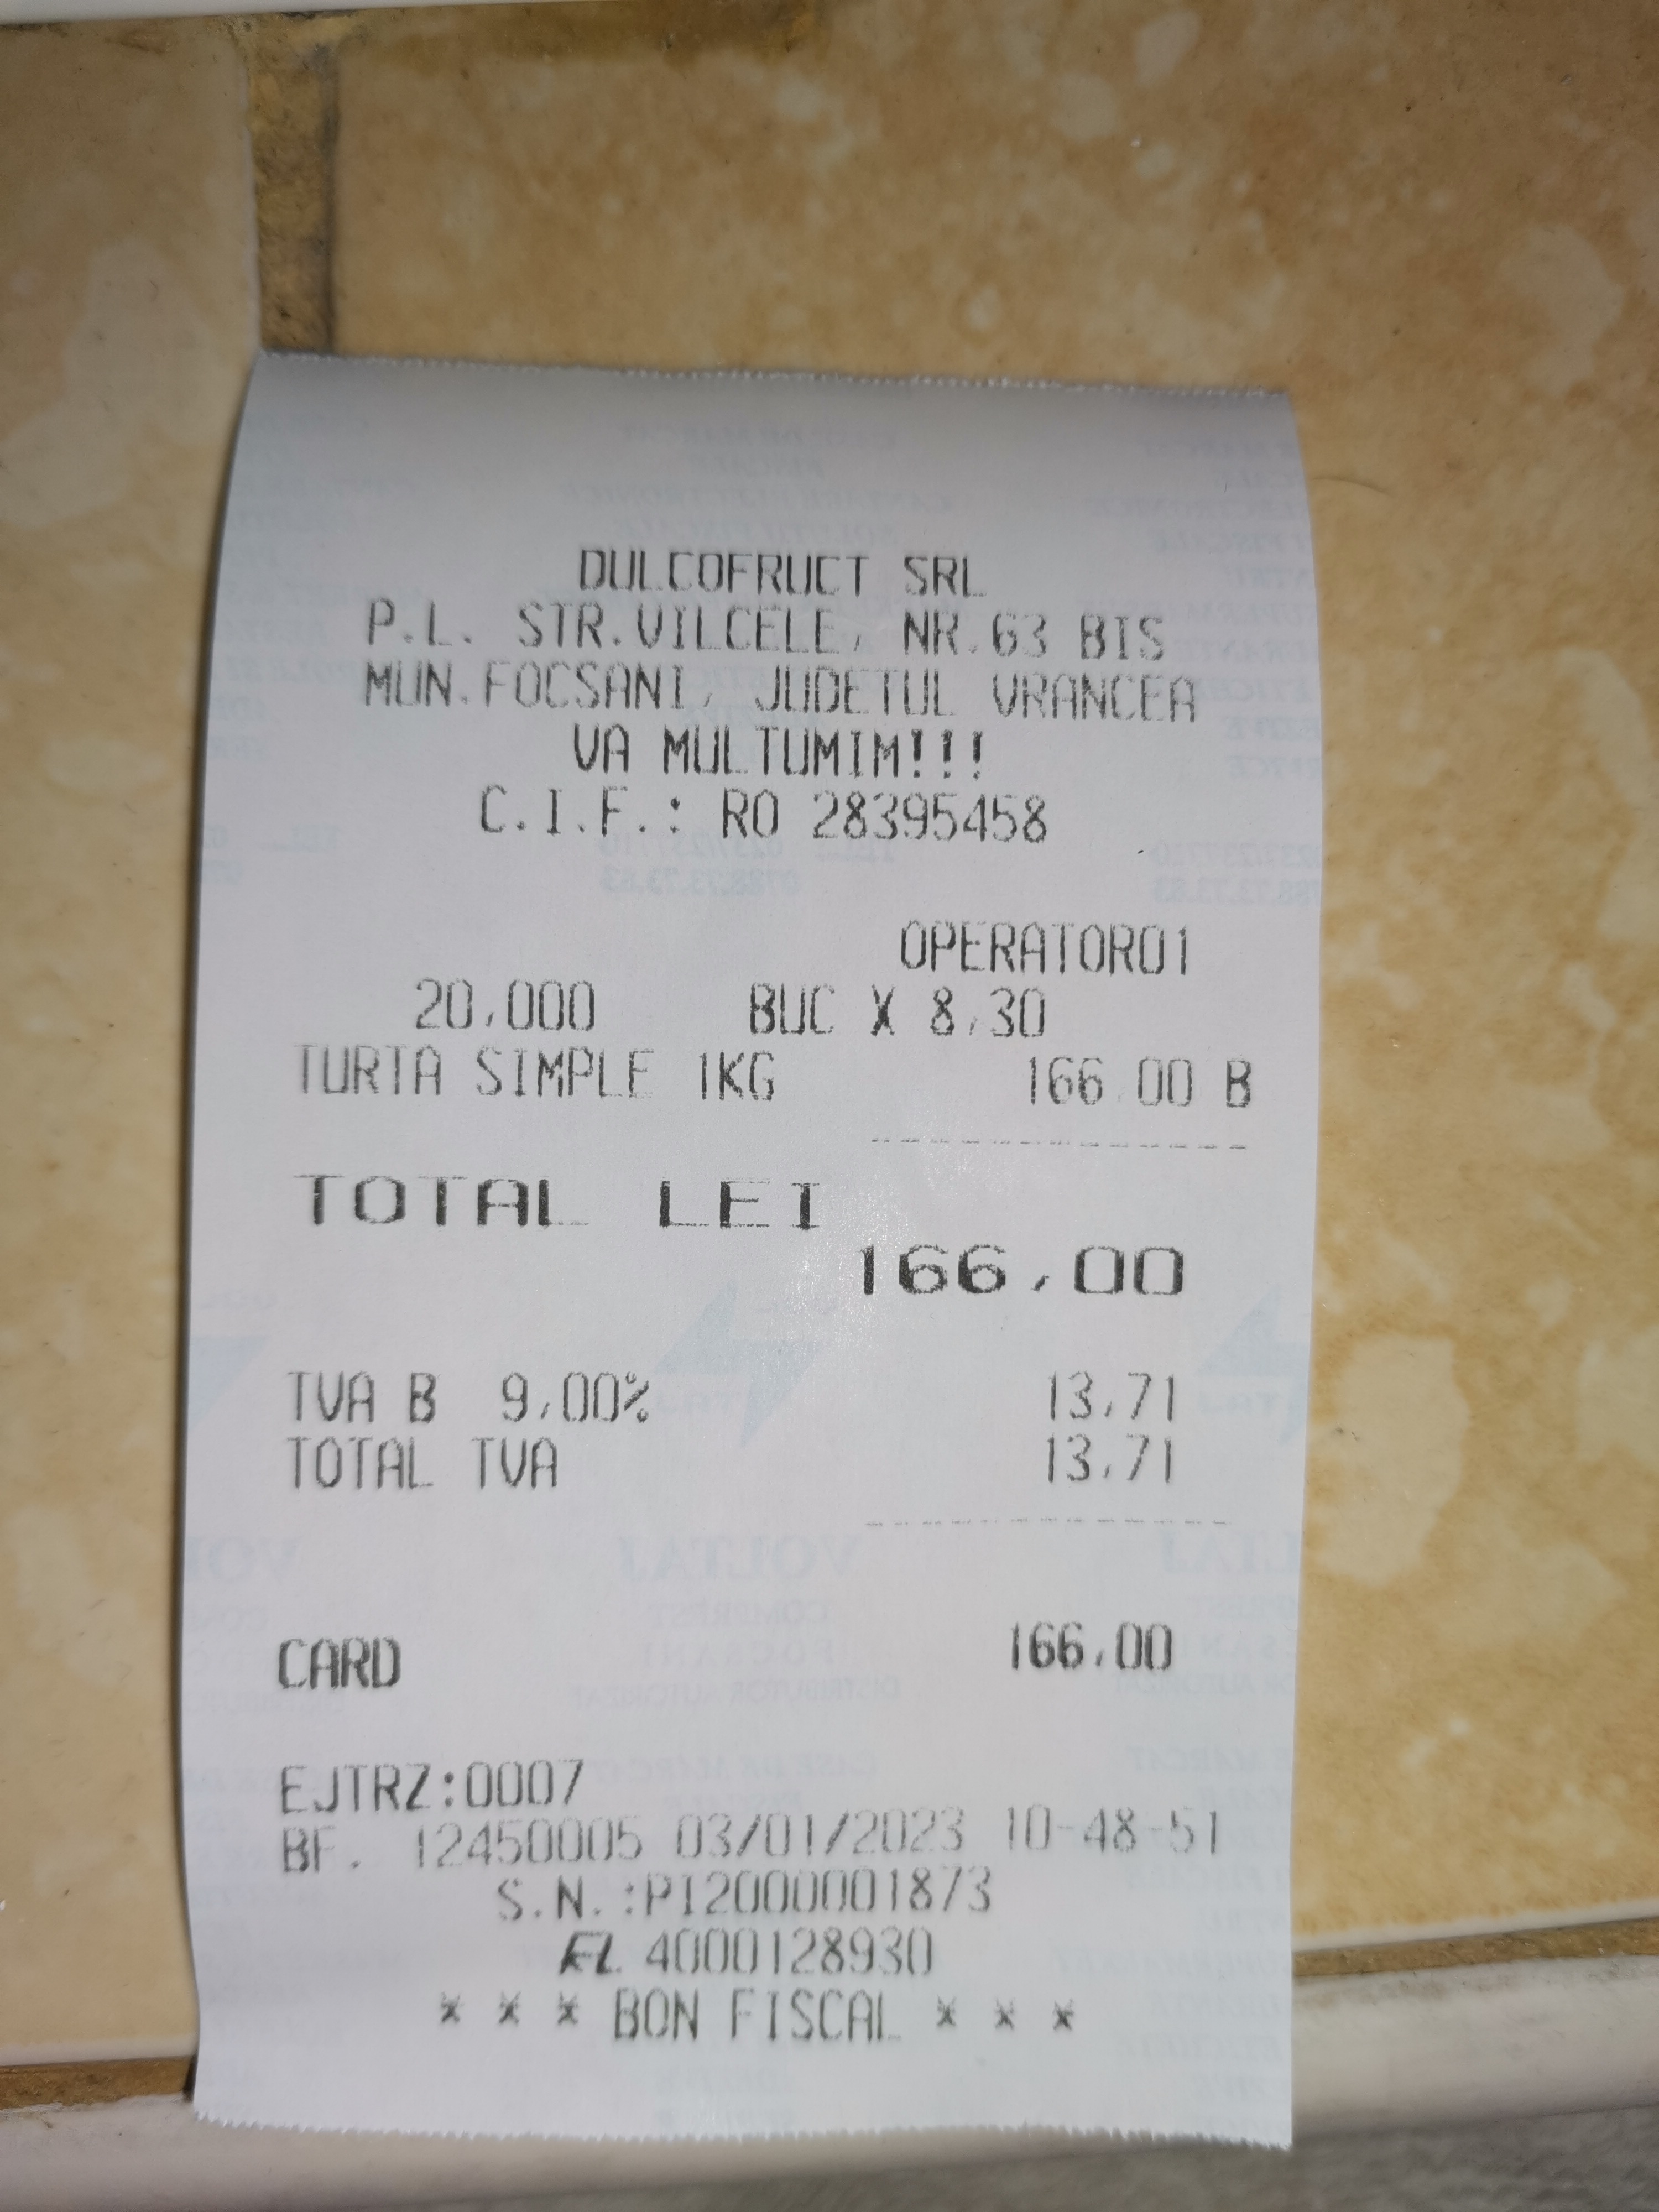 DULCOFRUCT SRL
P.L. STR.VILCELE, NR.63 BIS
MUN.FOCSANI, JUDETUL VRANCEA
VA MULTUMIM!!!
C.I.F.: RO 28395458
OPERATOR01
20,000 BUC X 8,30
TURTA SIMPLE 1KG 166,00 B
TOTAL LEI
166,00
TVA B 9,00% 13,71
TOTAL TVA 13,71
CARD 166,00
EJTRZ:0007
BF. 12450005 03/01/2023 10-48-51
S.N.:PI2000001873
FL 4000128930
* * * BON FISCAL * * *